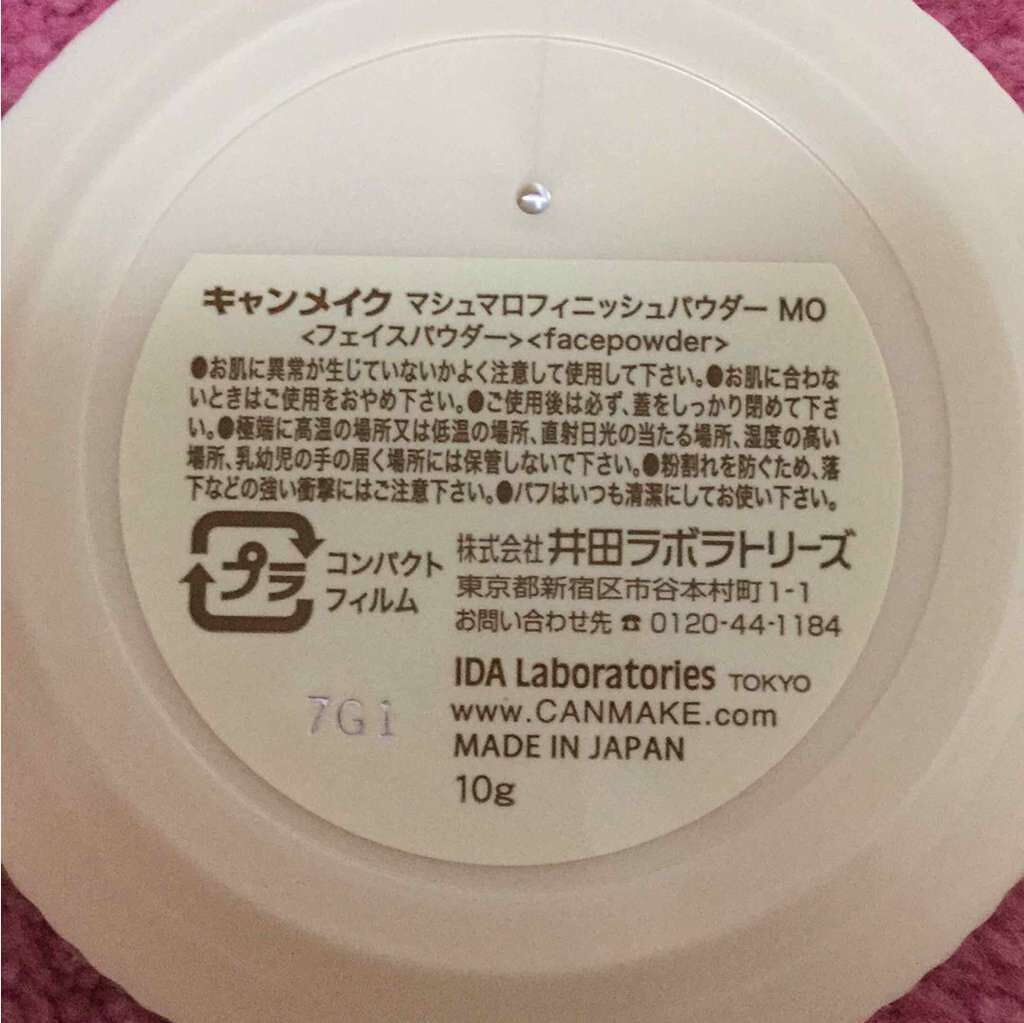 キャンメイク マシュマロフィニッシュパウダー MO
<フェイスパウダー><facepowder>
●お肌に異常が生じていないかよく注意して使用して下さい。●お肌に合わな
いときはご使用をおやめ下さい。●ご使用後は必ず、蓋をしっかり閉めて下さ
い。●極端に高温の場所又は低温の場所、直射日光の当たる場所、湿度の高い
場所、乳幼児の手の届く場所には保管しないで下さい。●粉割れを防ぐため、落
下などの強い衝撃にはご注意下さい。●パフはいつも清潔にしてお使い下さい。
プラ
コンパクト
フィルム
株式会社 井田ラボラトリーズ
東京都新宿区市谷本村町1-1
お問い合わせ先 ☎ 0120-44-1184
IDA Laboratories TOKYO
7G1
www.CANMAKE.com
MADE IN JAPAN
10g